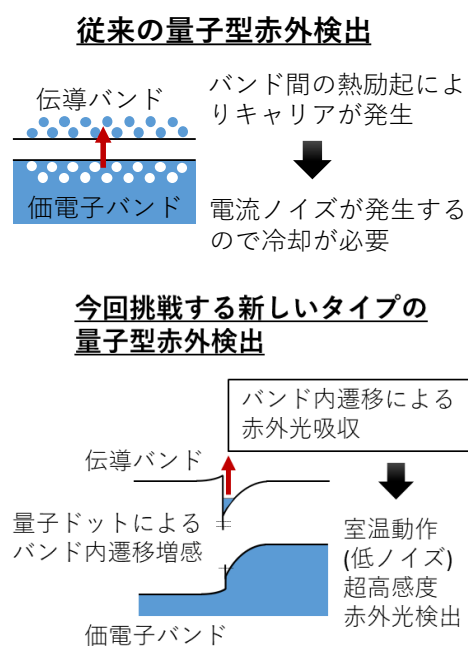 従来の量子型赤外検出
伝導バンド
価電子バンド
バンド間の熱励起によ
りキャリアが発生
電流ノイズが発生する
ので冷却が必要
今回挑戦する新しいタイプの
量子型赤外検出
バンド内遷移による
赤外光吸収
伝導バンド
量子ドットによる
バンド内遷移増感
価電子バンド
室温動作
(低ノイズ)
超高感度
赤外光検出